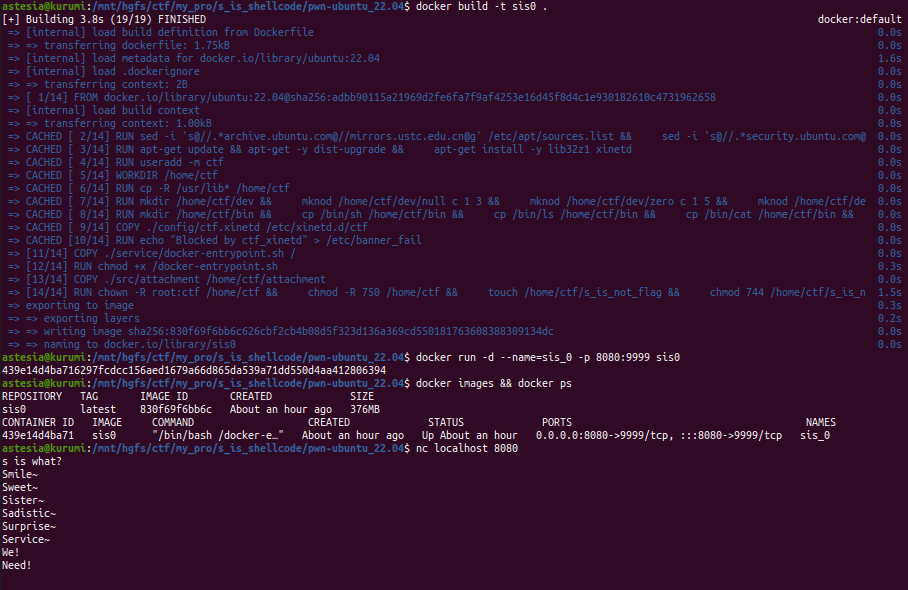 astesia@kurumi:/mnt/hgfs/ctf/my_pro/s_is_shellcode/pwn-ubuntu_22.04$ docker build -t sis0 .
[+] Building 3.8s (19/19) FINISHED docker:default
=> [internal] load build definition from Dockerfile 0.0s
=> => transferring dockerfile: 1.75kB 0.0s
=> [internal] load metadata for docker.io/library/ubuntu:22.04 1.6s
=> [internal] load .dockerignore 0.0s
=> => transferring context: 2B 0.0s
=> [ 1/14] FROM docker.io/library/ubuntu:22.04@sha256:adbb90115a21969d2fe6fa7f9af4253e16d45f8d4c1e930182610c4731962658 0.0s
=> [internal] load build context 0.0s
=> => transferring context: 1.00kB 0.0s
=> CACHED [ 2/14] RUN sed -i 's@//.*archive.ubuntu.com@//mirrors.ustc.edu.cn@g' /etc/apt/sources.list && sed -i 's@//.*security.ubuntu.com@ 0.0s
=> CACHED [ 3/14] RUN apt-get update && apt-get -y dist-upgrade && apt-get install -y lib32z1 xinetd 0.0s
=> CACHED [ 4/14] RUN useradd -m ctf 0.0s
=> CACHED [ 5/14] WORKDIR /home/ctf 0.0s
=> CACHED [ 6/14] RUN cp -R /usr/lib* /home/ctf 0.0s
=> CACHED [ 7/14] RUN mkdir /home/ctf/dev && mknod /home/ctf/dev/null c 1 3 && mknod /home/ctf/dev/zero c 1 5 && mknod /home/ctf/de 0.0s
=> CACHED [ 8/14] RUN mkdir /home/ctf/bin && cp /bin/sh /home/ctf/bin && cp /bin/ls /home/ctf/bin && cp /bin/cat /home/ctf/bin && 0.0s
=> CACHED [ 9/14] COPY ./config/ctf.xinetd /etc/xinetd.d/ctf 0.0s
=> CACHED [10/14] RUN echo "Blocked by ctf_xinetd" > /etc/banner_fail 0.0s
=> [11/14] COPY ./service/docker-entrypoint.sh / 0.0s
=> [12/14] RUN chmod +x /docker-entrypoint.sh 0.3s
=> [13/14] COPY ./src/attachment /home/ctf/attachment 0.0s
=> [14/14] RUN chown -R root:ctf /home/ctf && chmod -R 750 /home/ctf && touch /home/ctf/s_is_not_flag && chmod 744 /home/ctf/s_is_n 1.5s
=> exporting to image 0.3s
=> => exporting layers 0.2s
=> => writing image sha256:830f69f6bb6c626cbf2cb4b08d5f323d136a369cd550181763608388309134dc 0.0s
=> => naming to docker.io/library/sis0 0.0s
astesia@kurumi:/mnt/hgfs/ctf/my_pro/s_is_shellcode/pwn-ubuntu_22.04$ docker run -d --name=sis_0 -p 8080:9999 sis0
439e14d4ba716297fcdcc156aed1679a66d865da539a71dd550d4aa412806394
astesia@kurumi:/mnt/hgfs/ctf/my_pro/s_is_shellcode/pwn-ubuntu_22.04$ docker images && docker ps
REPOSITORY TAG IMAGE ID CREATED SIZE
sis0 latest 830f69f6bb6c About an hour ago 376MB
CONTAINER ID IMAGE COMMAND CREATED STATUS PORTS NAMES
439e14d4ba71 sis0 "/bin/bash /docker-e…" About an hour ago Up About an hour 0.0.0.0:8080->9999/tcp, :::8080->9999/tcp sis_0
astesia@kurumi:/mnt/hgfs/ctf/my_pro/s_is_shellcode/pwn-ubuntu_22.04$ nc localhost 8080
s is what?
Smile~
Sweet~
Sister~
Sadistic~
Surprise~
Service~
We!
Need!